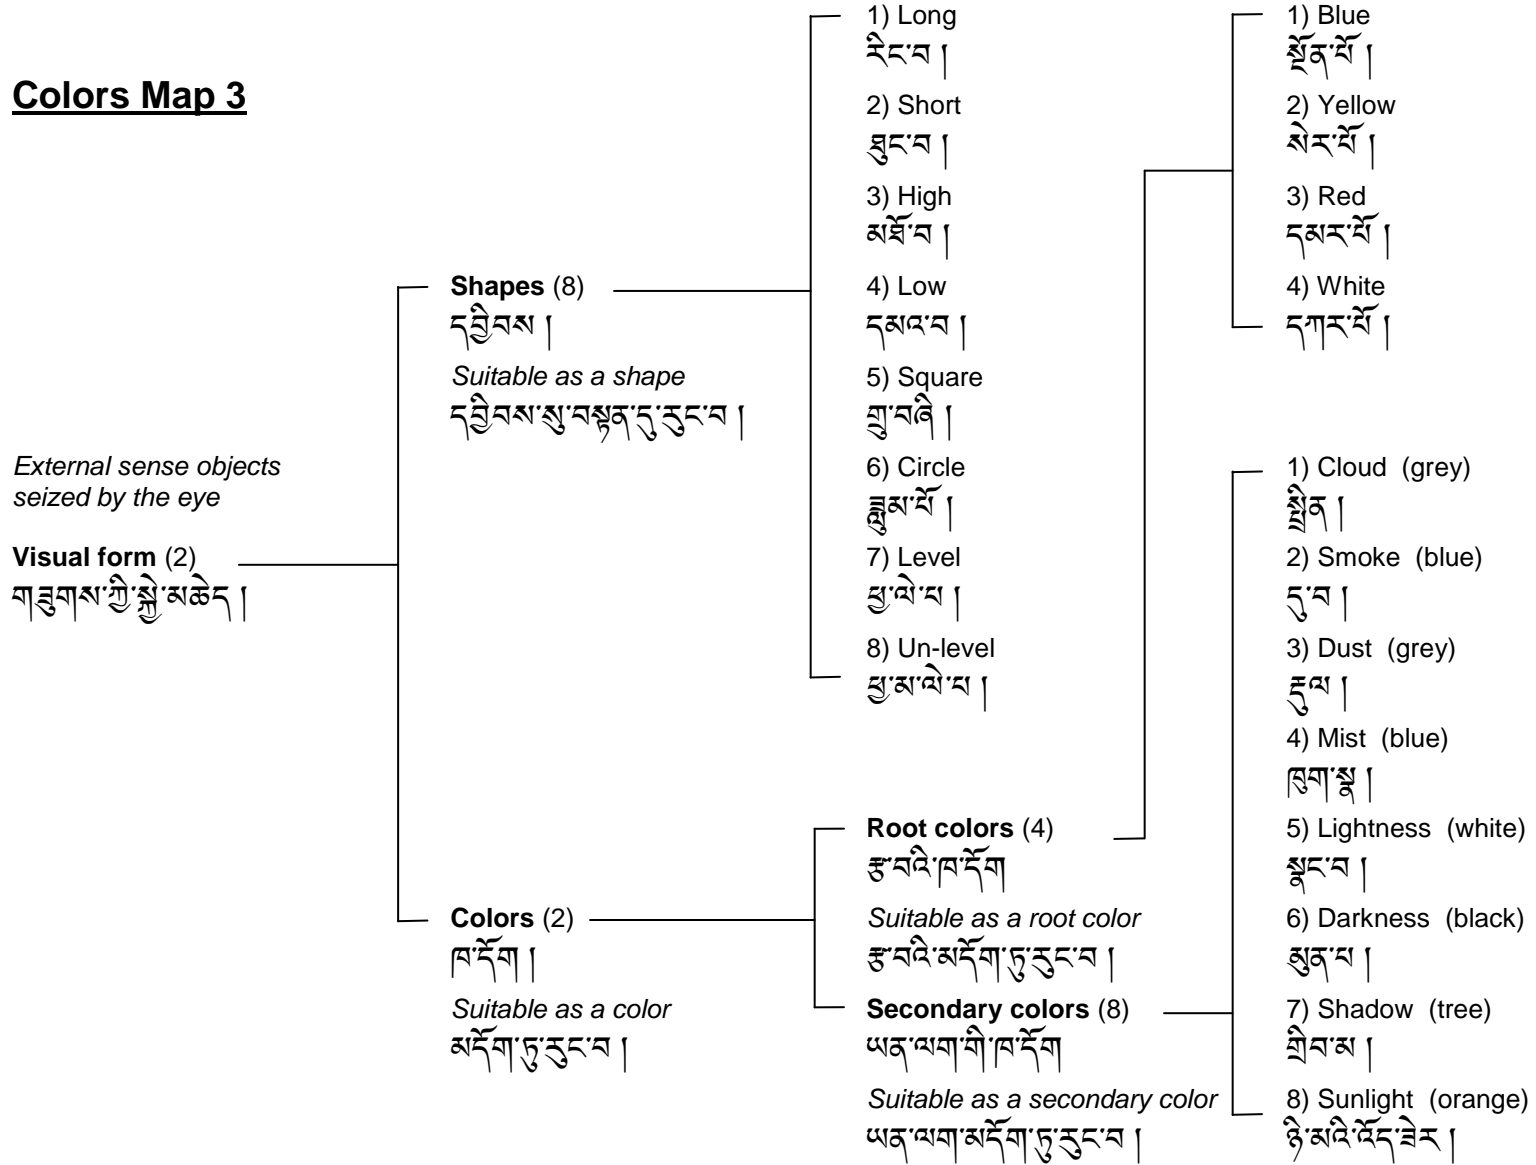 Colors Map 3
External sense objects
seized by the eye
Visual form (2)
གཟུགས་ཀྱི་སྐྱེ་མཆེད །
Shapes (8)
དབྱིབས །
Suitable as a shape
དབྱིབས་སུ་བསྟན་དུ་རུང་བ །
Colors (2)
ཁ་དོག །
Suitable as a color
མདོག་ཏུ་རུང་བ །
1) Long
རིང་བ །
2) Short
ཐུང་བ །
3) High
མཐོ་བ །
4) Low
དམའ་བ །
5) Square
གྲུ་བཞི །
6) Circle
ཟླུམ་པོ །
7) Level
ཕྱ་ལེ་པ །
8) Un-level
ཕྱ་མ་ལེ་པ །
Root colors (4)
རྩ་བའི་ཁ་དོག
Suitable as a root color
རྩ་བའི་མདོག་ཏུ་རུང་བ །
Secondary colors (8)
ཡན་ལག་གི་ཁ་དོག
Suitable as a secondary color
ཡན་ལག་མདོག་ཏུ་རུང་བ །
1) Blue
སྔོན་པོ །
2) Yellow
སེར་པོ །
3) Red
དམར་པོ །
4) White
དཀར་པོ །
1) Cloud (grey)
སྤྲིན །
2) Smoke (blue)
དུ་བ །
3) Dust (grey)
རྡུལ །
4) Mist (blue)
ཁུག་སྣ །
5) Lightness (white)
སྣང་བ །
6) Darkness (black)
མུན་པ །
7) Shadow (tree)
གྲིབ་མ །
8) Sunlight (orange)
ཉི་མའི་འོད་ཟེར །